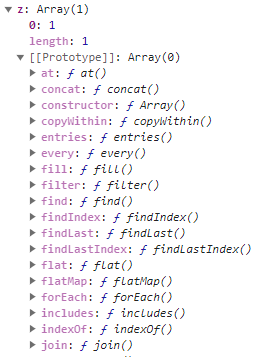 z: Array(1)
0: 1
length: 1
[[Prototype]]: Array(0)
at: ƒ at()
concat: ƒ concat()
constructor: ƒ Array()
copyWithin: ƒ copyWithin()
entries: ƒ entries()
every: ƒ every()
fill: ƒ fill()
filter: ƒ filter()
find: ƒ find()
findIndex: ƒ findIndex()
findLast: ƒ findLast()
findLastIndex: ƒ findLastIndex()
flat: ƒ flat()
flatMap: ƒ flatMap()
forEach: ƒ forEach()
includes: ƒ includes()
indexOf: ƒ indexOf()
join: ƒ join()